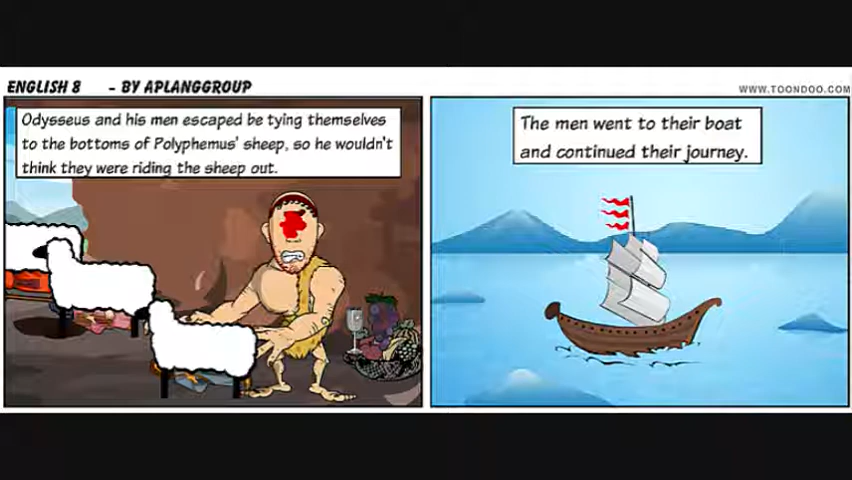 ENGLISH 8 - BY APLANGGROUP
WWW.TOONDOO.COM
Odysseus and his men escaped be tying themselves
to the bottoms of Polyphemus' sheep, so he wouldn't
think they were riding the sheep out.
The men went to their boat
and continued their journey.